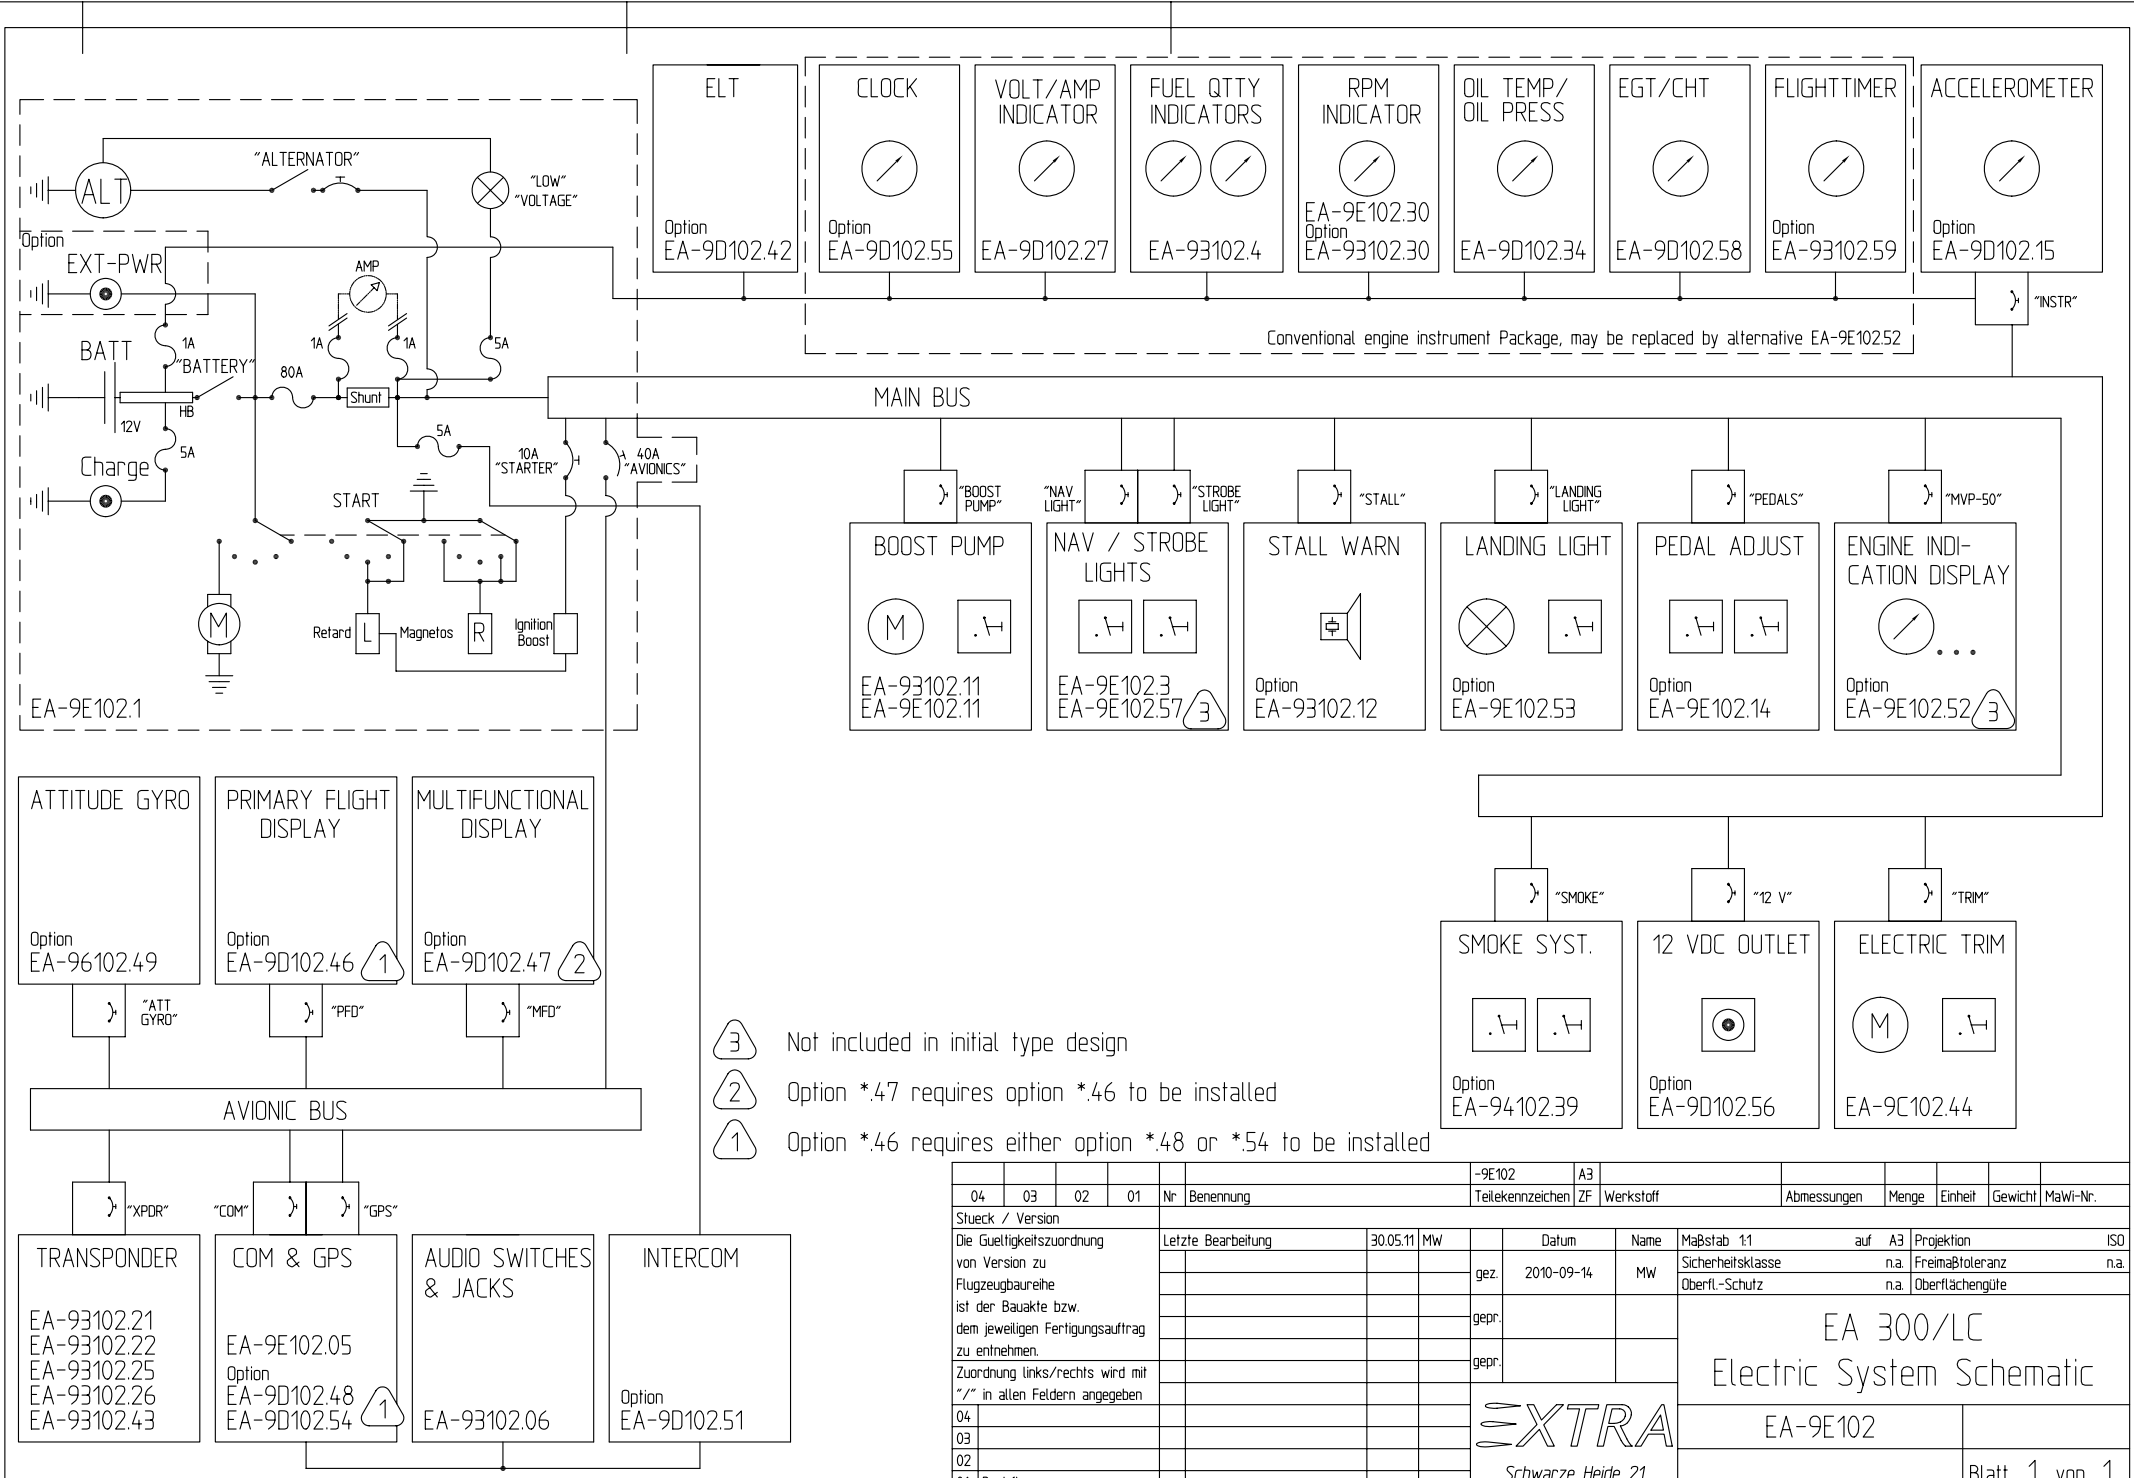 ELT
Option
EA-9D102.42
CLOCK
Option
EA-9D102.55
VOLT/AMP
INDICATOR
EA-9D102.27
FUEL QTTY
INDICATORS
EA-93102.4
RPM
INDICATOR
EA-9E102.30
Option
EA-93102.30
OIL TEMP/
OIL PRESS
EA-9D102.34
EGT/CHT
EA-9D102.58
FLIGHTTIMER
Option
EA-93102.59
ACCELEROMETER
Option
EA-9D102.15
"INSTR"
Conventional engine instrument Package, may be replaced by alternative EA-9E102.52
ALT
"ALTERNATOR"
"LOW"
"VOLTAGE"
Option
EXT-PWR
AMP
1A
1A
1A
5A
BATT
"BATTERY"
80A
Shunt
HB
12V
5A
Charge
5A
10A
"STARTER"
40A
"AVIONICS"
START
M
Retard
L
Magnetos
R
Ignition
Boost
EA-9E102.1
MAIN BUS
"BOOST
PUMP"
BOOST PUMP
M
EA-93102.11
EA-9E102.11
"NAV
LIGHT"
"STROBE
LIGHT"
NAV / STROBE
LIGHTS
EA-9E102.3
EA-9E102.57
3
"STALL"
STALL WARN
Option
EA-93102.12
"LANDING
LIGHT"
LANDING LIGHT
Option
EA-9E102.53
"PEDALS"
PEDAL ADJUST
Option
EA-9E102.14
"MVP-50"
ENGINE INDI-
CATION DISPLAY
Option
EA-9E102.52
3
ATTITUDE GYRO
Option
EA-96102.49
"ATT
GYRO"
PRIMARY FLIGHT
DISPLAY
Option
EA-9D102.46
1
"PFD"
MULTIFUNCTIONAL
DISPLAY
Option
EA-9D102.47
2
"MFD"
"SMOKE"
SMOKE SYST.
Option
EA-94102.39
"12 V"
12 VDC OUTLET
Option
EA-9D102.56
"TRIM"
ELECTRIC TRIM
M
EA-9C102.44
3 Not included in initial type design
2 Option *.47 requires option *.46 to be installed
1 Option *.46 requires either option *.48 or *.54 to be installed
AVIONIC BUS
"XPDR"
TRANSPONDER
EA-93102.21
EA-93102.22
EA-93102.25
EA-93102.26
EA-93102.43
"COM"
"GPS"
COM & GPS
EA-9E102.05
Option
EA-9D102.48
EA-9D102.54
1
AUDIO SWITCHES
& JACKS
EA-93102.06
INTERCOM
Option
EA-9D102.51
-9E102 A3
04 03 02 01 Nr Benennung Teilekennzeichen ZF Werkstoff Abmessungen Menge Einheit Gewicht MaWi-Nr.
Stueck / Version
Die Gueltigkeitszuordnung
von Version zu
Flugzeugbaureihe
ist der Bauakte bzw.
dem jeweiligen Fertigungsauftrag
zu entnehmen.
Zuordnung links/rechts wird mit
"/" in allen Feldern angegeben
04
03
02
Letzte Bearbeitung 30.05.11 MW
Datum Name
gez. 2010-09-14 MW
gepr.
gepr.
Maßstab 1:1 auf A3 Projektion ISO
Sicherheitsklasse n.a. Freimaßtoleranz n.a.
Oberfl.-Schutz n.a. Oberflächengüte
EA 300/LC
Electric System Schematic
EXTRA
Schwarze Heide 21
EA-9E102
Blatt 1 von 1